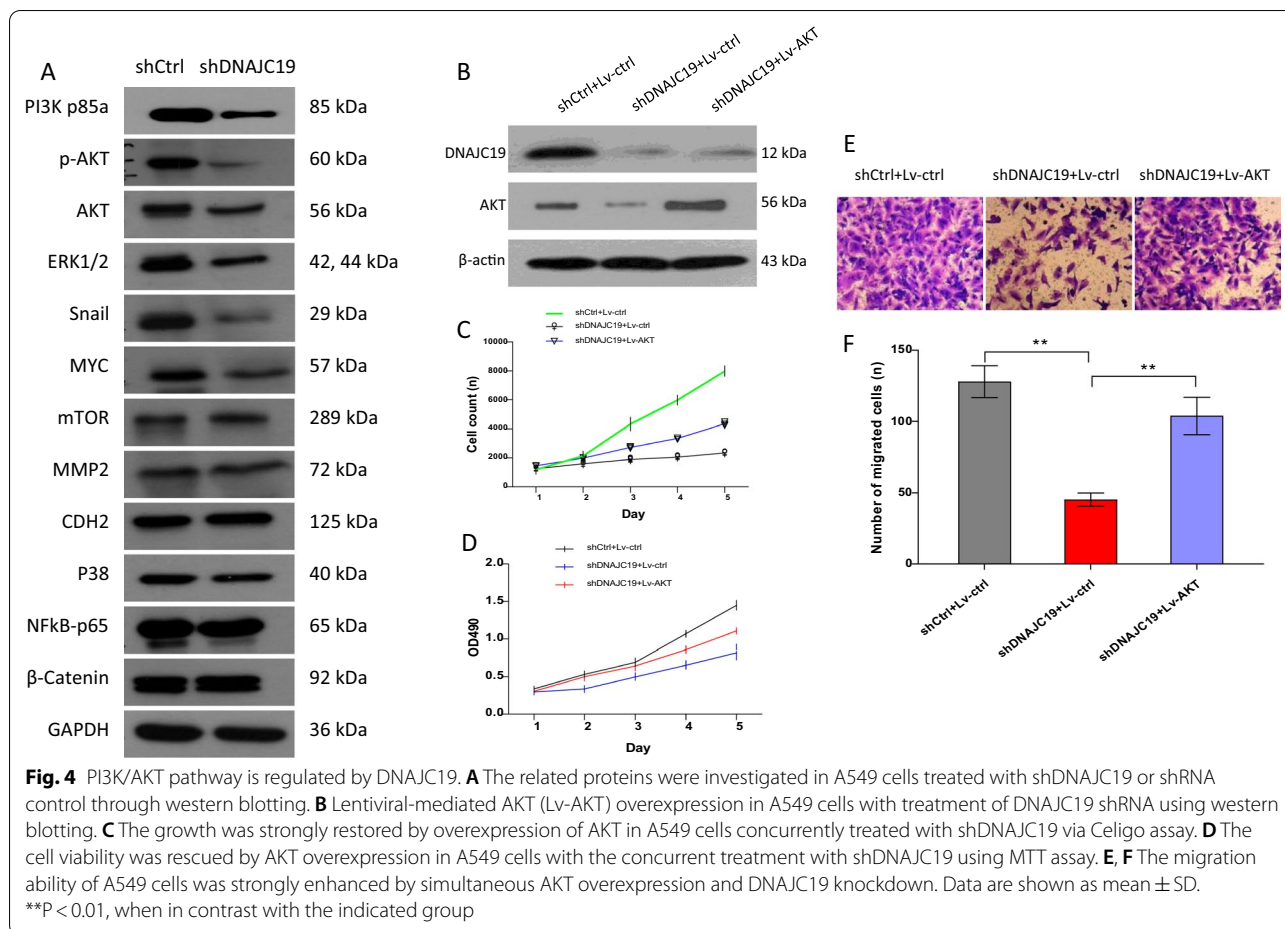 A
shCtrl shDNAJC19
PI3K p85a 85 kDa
p-AKT 60 kDa
AKT 56 kDa
ERK1/2 42, 44 kDa
Snail 29 kDa
MYC 57 kDa
mTOR 289 kDa
MMP2 72 kDa
CDH2 125 kDa
P38 40 kDa
NFkB-p65 65 kDa
β-Catenin 92 kDa
GAPDH 36 kDa
B
shCtrl+Lv-ctrl shDNAJC19+Lv-ctrl shDNAJC19+Lv-AKT
DNAJC19 12 kDa
AKT 56 kDa
β-actin 43 kDa
C
shCtrl+Lv-ctrl
shDNAJC19+Lv-ctrl
shDNAJC19+Lv-AKT
Cell count (n)
10000
8000
6000
4000
2000
0
1 2 3 4 5
Day
D
shCtrl+Lv-ctrl
shDNAJC19+Lv-ctrl
shDNAJC19+Lv-AKT
OD490
2.0
1.5
1.0
0.5
0.0
1 2 3 4 5
Day
E
shCtrl+Lv-ctrl shDNAJC19+Lv-ctrl shDNAJC19+Lv-AKT
F
Number of migrated cells (n)
150
100
50
0
** **
shCtrl+Lv-ctrl shDNAJC19+Lv-ctrl shDNAJC19+Lv-AKT
Fig. 4 PI3K/AKT pathway is regulated by DNAJC19. A The related proteins were investigated in A549 cells treated with shDNAJC19 or shRNA
control through western blotting. B Lentiviral-mediated AKT (Lv-AKT) overexpression in A549 cells with treatment of DNAJC19 shRNA using western
blotting. C The growth was strongly restored by overexpression of AKT in A549 cells concurrently treated with shDNAJC19 via Celigo assay. D The
cell viability was rescued by AKT overexpression in A549 cells with the concurrent treatment with shDNAJC19 using MTT assay. E, F The migration
ability of A549 cells was strongly enhanced by simultaneous AKT overexpression and DNAJC19 knockdown. Data are shown as mean ± SD.
**P < 0.01, when in contrast with the indicated group